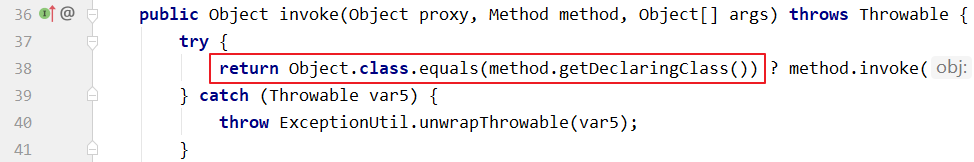 36 @ public Object invoke(Object proxy, Method method, Object[] args) throws Throwable {
37 try {
38 return Object.class.equals(method.getDeclaringClass()) ? method.invoke( obj:
39 } catch (Throwable var5) {
40 throw ExceptionUtil.unwrapThrowable(var5);
41 }